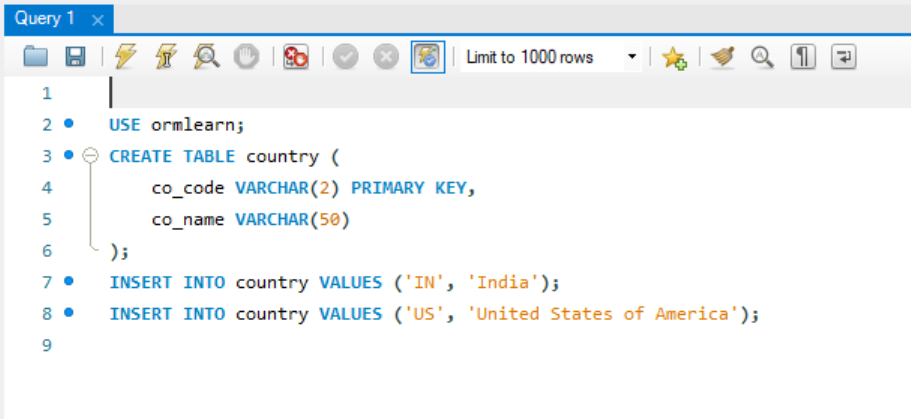 Query 1
Limit to 1000 rows
1
2 USE ormlearn;
3 CREATE TABLE country (
4 co_code VARCHAR(2) PRIMARY KEY,
5 co_name VARCHAR(50)
6 );
7 INSERT INTO country VALUES ('IN', 'India');
8 INSERT INTO country VALUES ('US', 'United States of America');
9